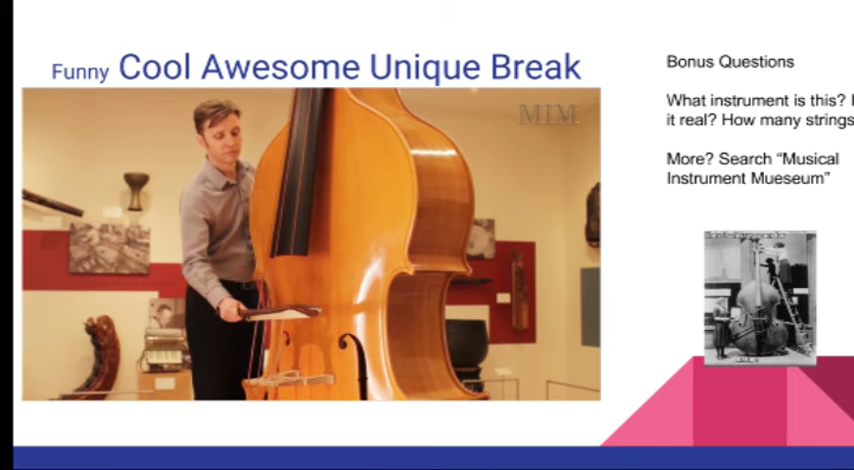 Funny Cool Awesome Unique Break
MIM
Bonus Questions
What instrument is this?
it real? How many strings
More? Search “Musical
Instrument Mueseum”